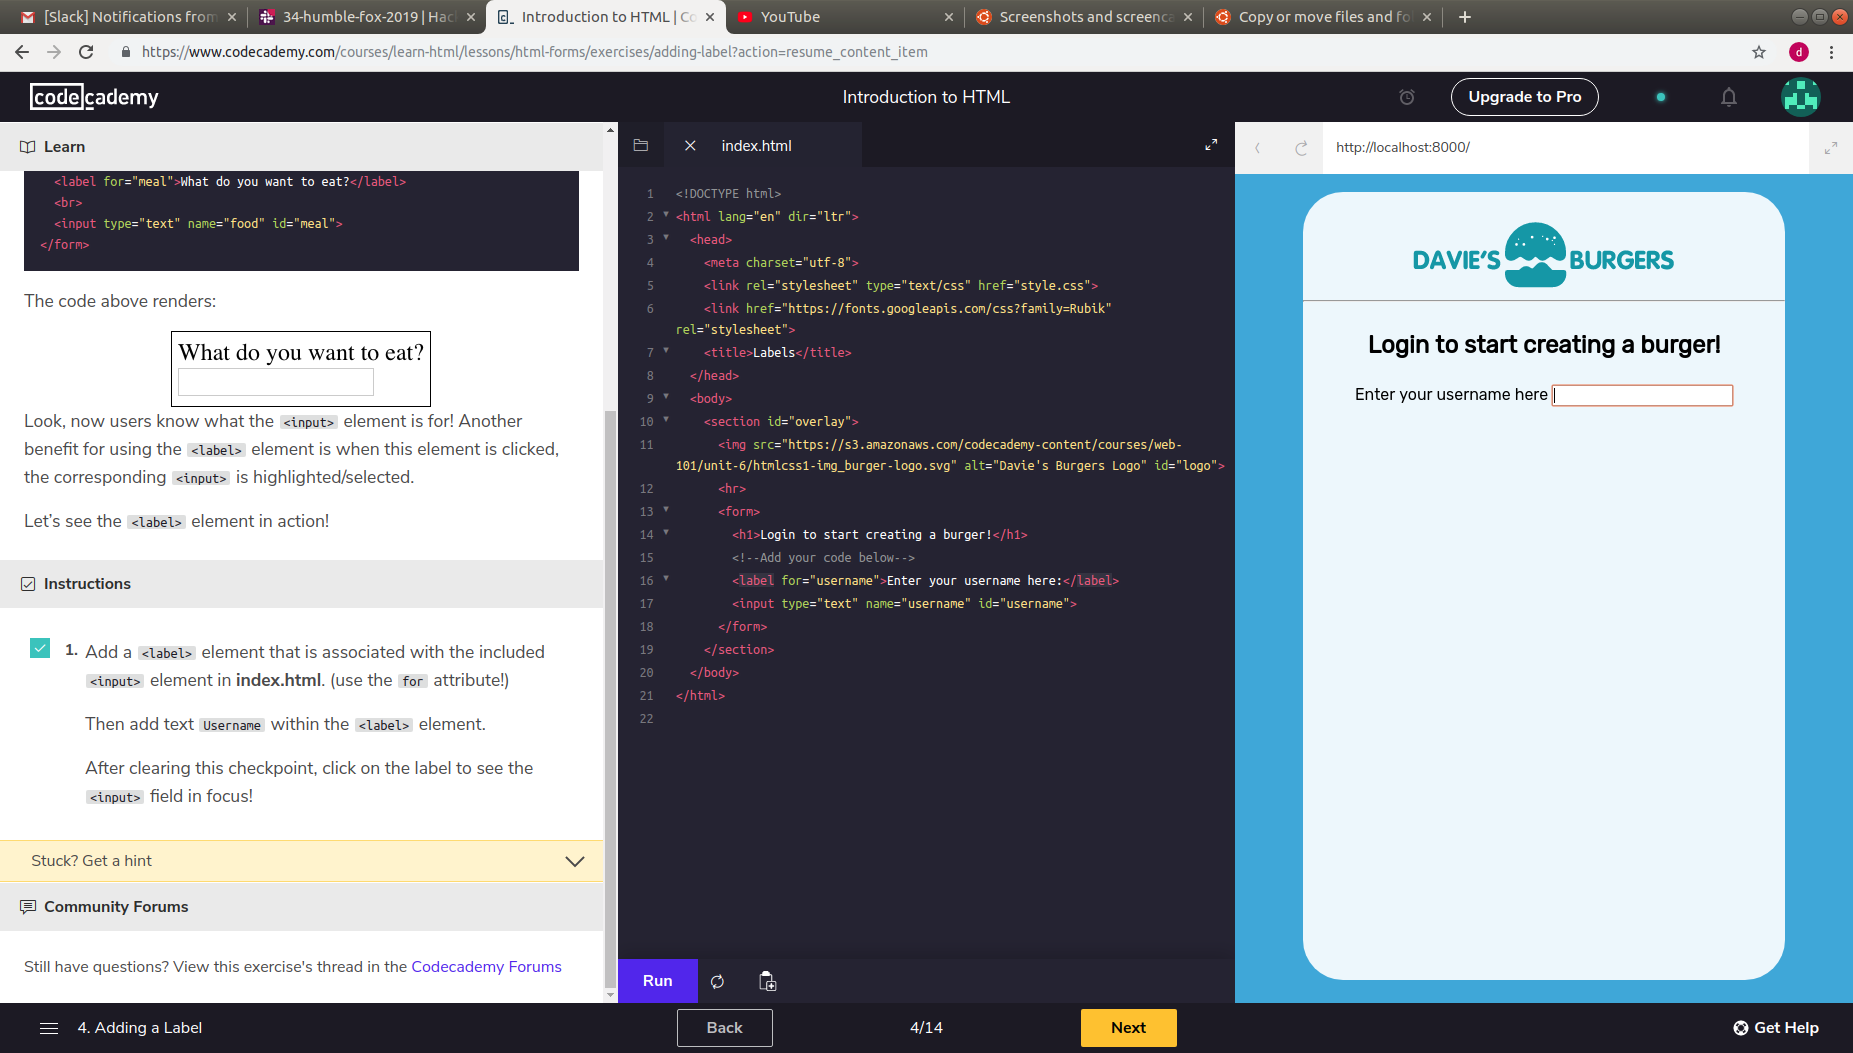 [Slack] Notifications from
34-humble-fox-2019 | Hac
Introduction to HTML | Co
YouTube
Screenshots and screenca
Copy or move files and fo
https://www.codecademy.com/courses/learn-html/lessons/html-forms/exercises/adding-label?action=resume_content_item
d
codecademy
Introduction to HTML
Upgrade to Pro
Learn
<label for="meal">What do you want to eat?</label>
<br>
<input type="text" name="food" id="meal">
</form>
The code above renders:
What do you want to eat?
Look, now users know what the <input> element is for! Another
benefit for using the <label> element is when this element is clicked,
the corresponding <input> is highlighted/selected.
Let's see the <label> element in action!
Instructions
1. Add a <label> element that is associated with the included
<input> element in index.html. (use the for attribute!)
Then add text Username within the <label> element.
After clearing this checkpoint, click on the label to see the
<input> field in focus!
Stuck? Get a hint
Community Forums
Still have questions? View this exercise's thread in the Codecademy Forums
index.html
1 <!DOCTYPE html>
2 <html lang="en" dir="ltr">
3 <head>
4 <meta charset="utf-8">
5 <link rel="stylesheet" type="text/css" href="style.css">
6 <link href="https://fonts.googleapis.com/css?family=Rubik"
rel="stylesheet">
7 <title>Labels</title>
8 </head>
9 <body>
10 <section id="overlay">
11 <img src="https://s3.amazonaws.com/codecademy-content/courses/web-
101/unit-6/htmlcss1-img_burger-logo.svg" alt="Davie's Burgers Logo" id="logo">
12 <hr>
13 <form>
14 <h1>Login to start creating a burger!</h1>
15 <!--Add your code below-->
16 <label for="username">Enter your username here:</label>
17 <input type="text" name="username" id="username">
18 </form>
19 </section>
20 </body>
21 </html>
22
Run
http://localhost:8000/
DAVIE'S BURGERS
Login to start creating a burger!
Enter your username here
4. Adding a Label
Back
4/14
Next
Get Help